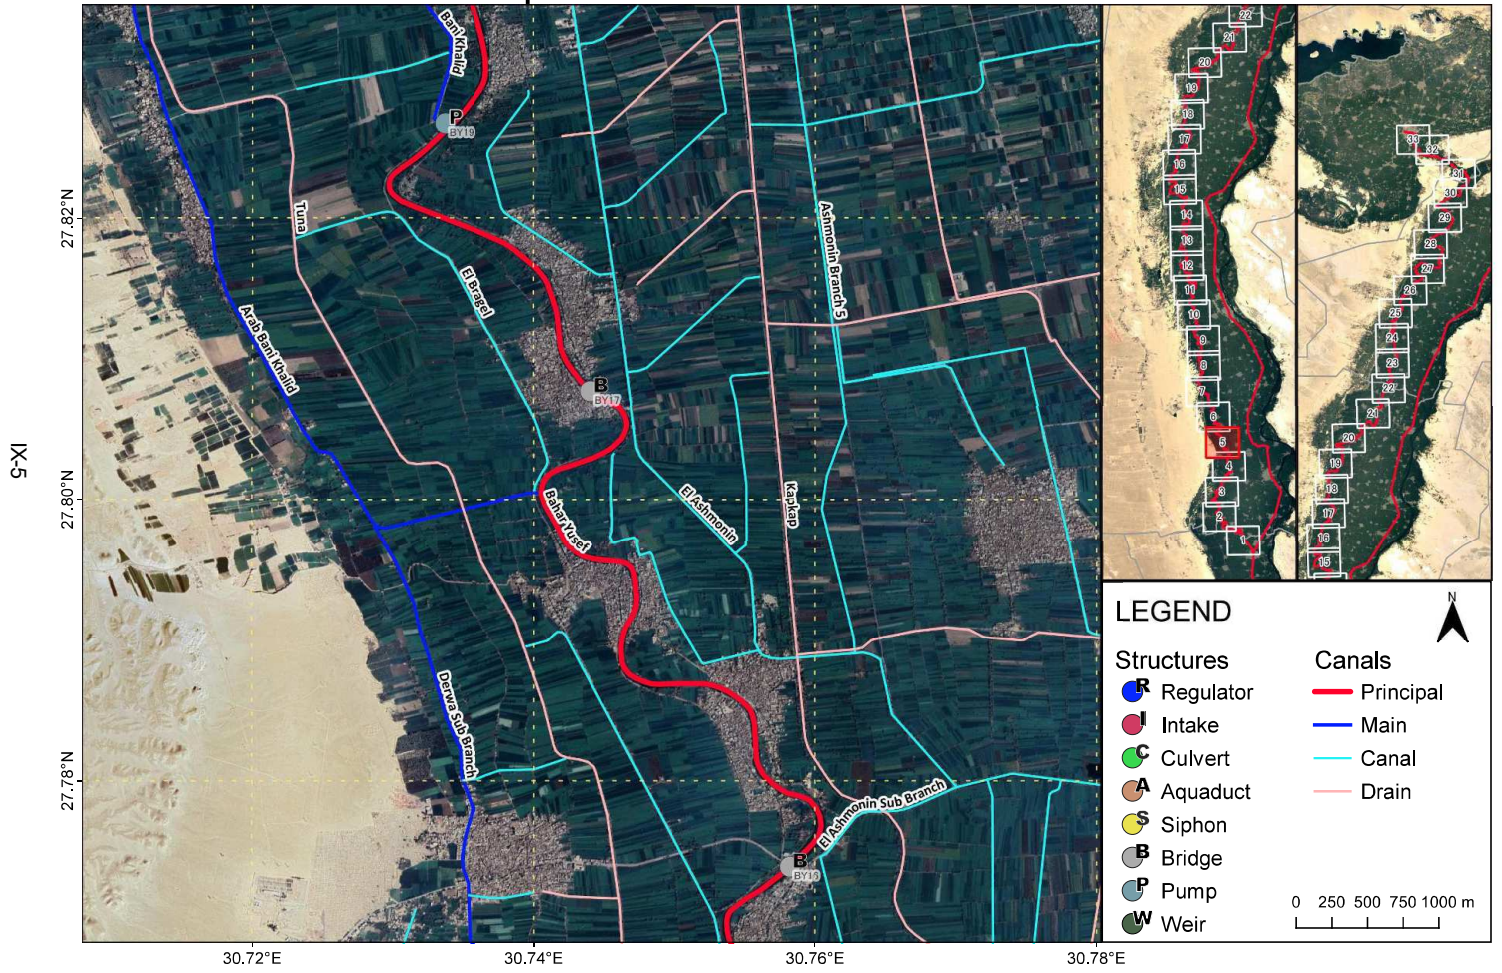 IX-5
27.82°N
27.80°N
27.78°N
30.72°E
30.74°E
30.76°E
30.78°E
Bani Khalid
P
BY19
Tuna
El Bragel
Arab Bani Khalid
Ashmonin Branch 5
B
BY17
Bahar Yusef
El Ashmonin
Kapkap
Derwa Sub Branch
El Ashmonin Sub Branch
B
22
21
20
19
18
17
16
15
14
13
12
11
10
9
8
7
6
5
4
3
2
1
33
32
31
30
29
28
27
26
25
24
23
22
21
20
19
18
17
16
15
LEGEND
N
Structures
R Regulator
I Intake
C Culvert
A Aquaduct
S Siphon
B Bridge
P Pump
W Weir
Canals
Principal
Main
Canal
Drain
0 250 500 750 1000 m